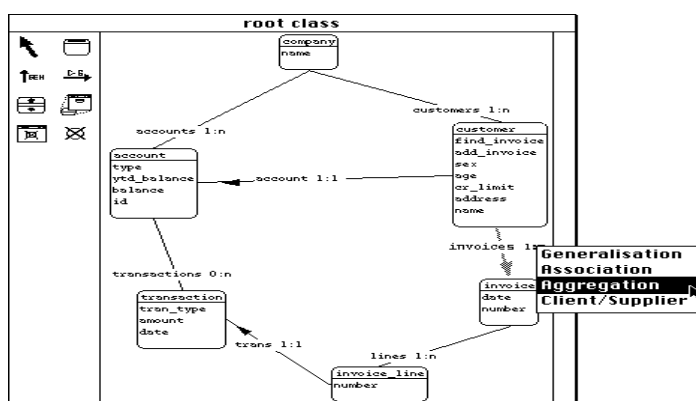 root class
company
name
GEN
accounts 1:n
customers 1:n
customer
find_invoice
add_invoice
sex
age
cr_limit
address
name
account
type
ytd_balance
balance
id
account 1:1
invoices 1:n
Generalisation
Association
Aggregation
Client/Supplier
transactions 0:n
transaction
tran_type
amount
date
invoice
date
number
trans 1:1
lines 1:n
invoice_line
number